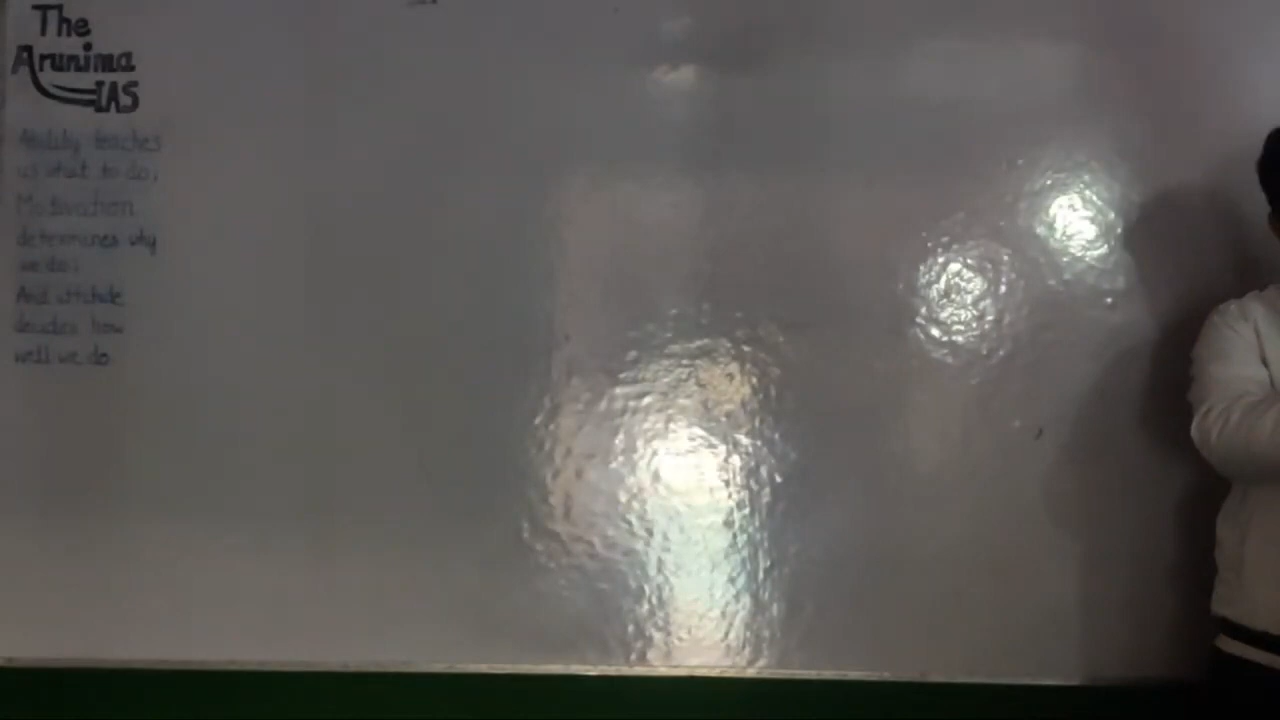 The
Arunima
IAS
Ability teaches
us what to do;
Motivation
determines why
we do;
And attitude
decides how
well we do